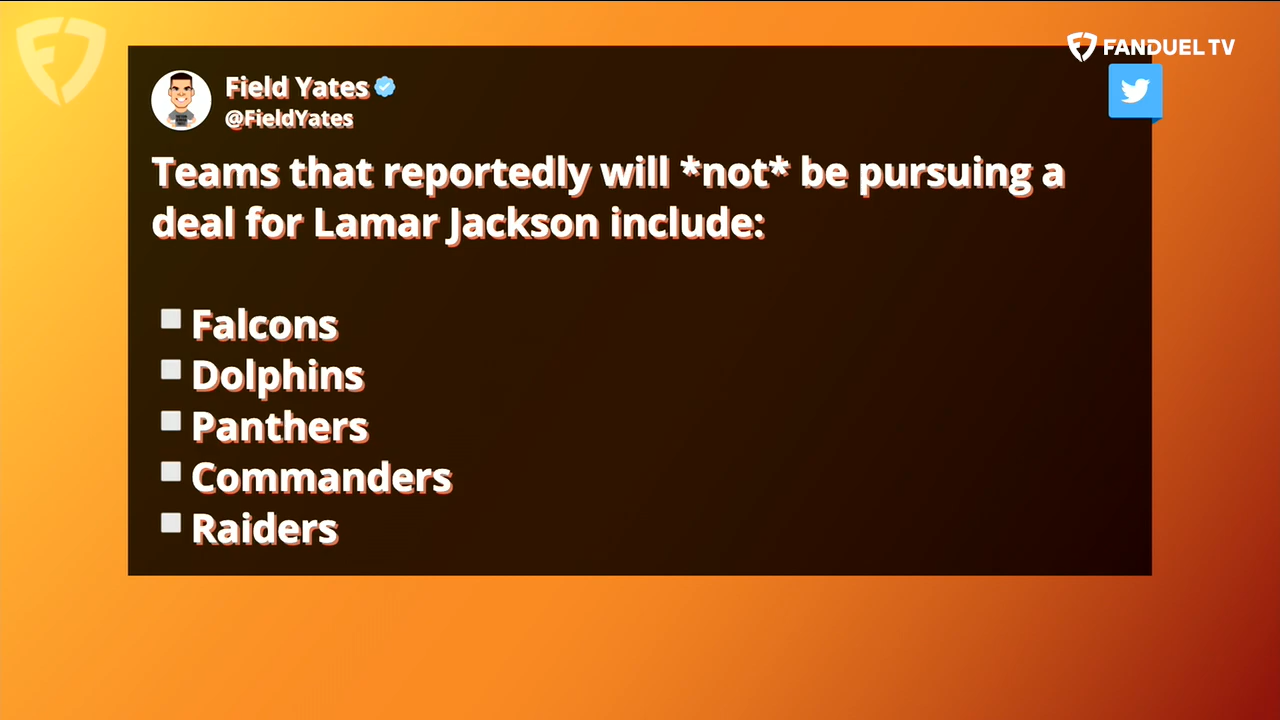 FANDUEL TV
Field Yates
@FieldYates
Teams that reportedly will *not* be pursuing a
deal for Lamar Jackson include:
Falcons
Dolphins
Panthers
Commanders
Raiders